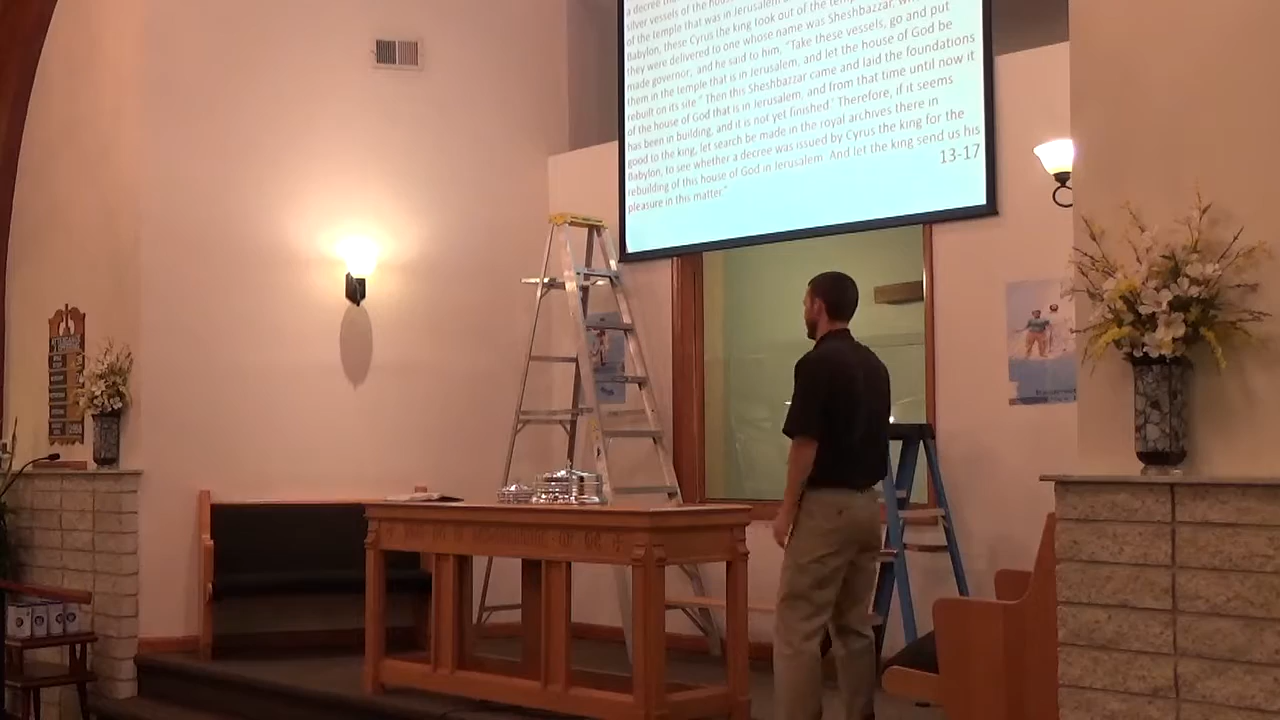 a decree that
silver vessels of the house
of the temple that was in Jerusalem
Babylon, these Cyrus the king took out of the temple
they were delivered to one whose name was Sheshbazzar, w
made governor; and he said to him, "Take these vessels, go and put
them in the temple that is in Jerusalem, and let the house of God be
rebuilt on its site." Then this Sheshbazzar came and laid the foundations
of the house of God that is in Jerusalem, and from that time until now it
has been in building, and it is not yet finished.' Therefore, if it seems
good to the king, let search be made in the royal archives there in
Babylon, to see whether a decree was issued by Cyrus the king for the
rebuilding of this house of God in Jerusalem. And let the king send us his
pleasure in this matter."
13-17
ATTENDANCE
OFFERING